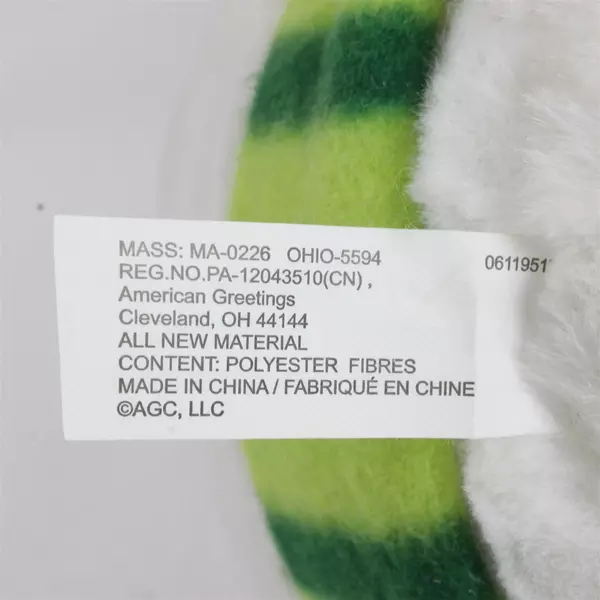 MASS: MA-0226 OHIO-5594
REG.NO.PA-12043510(CN) ,
American Greetings
Cleveland, OH 44144
ALL NEW MATERIAL
CONTENT: POLYESTER FIBRES
MADE IN CHINA / FABRIQUÉ EN CHINE
©AGC, LLC